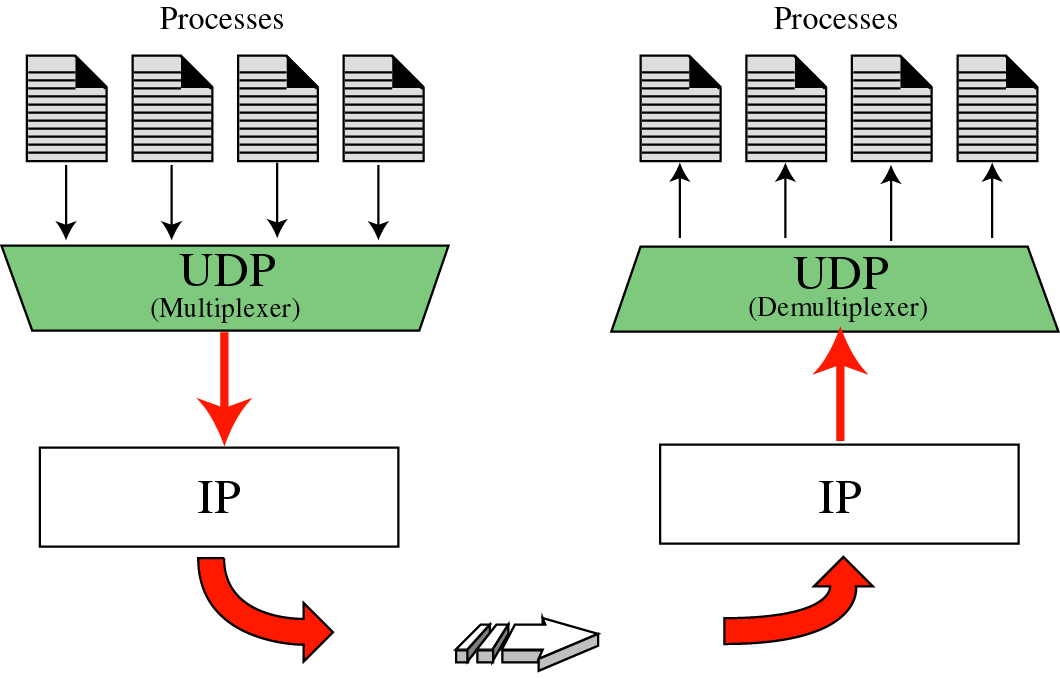 Processes
Processes
UDP
(Multiplexer)
UDP
(Demultiplexer)
IP
IP